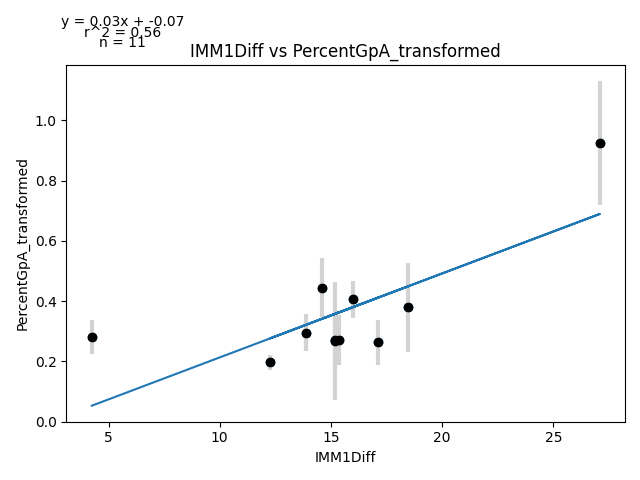 y = 0.03x + -0.07
r^2 = 0.56
n = 11
IMM1Diff vs PercentGpA_transformed
PercentGpA_transformed
1.0
0.8
0.6
0.4
0.2
0.0
5 10 15 20 25
IMM1Diff